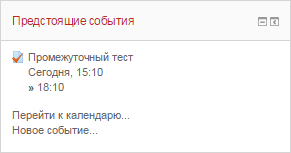 Предстоящие события
Промежуточный тест
Сегодня, 15:10
» 18:10
Перейти к календарю...
Новое событие...